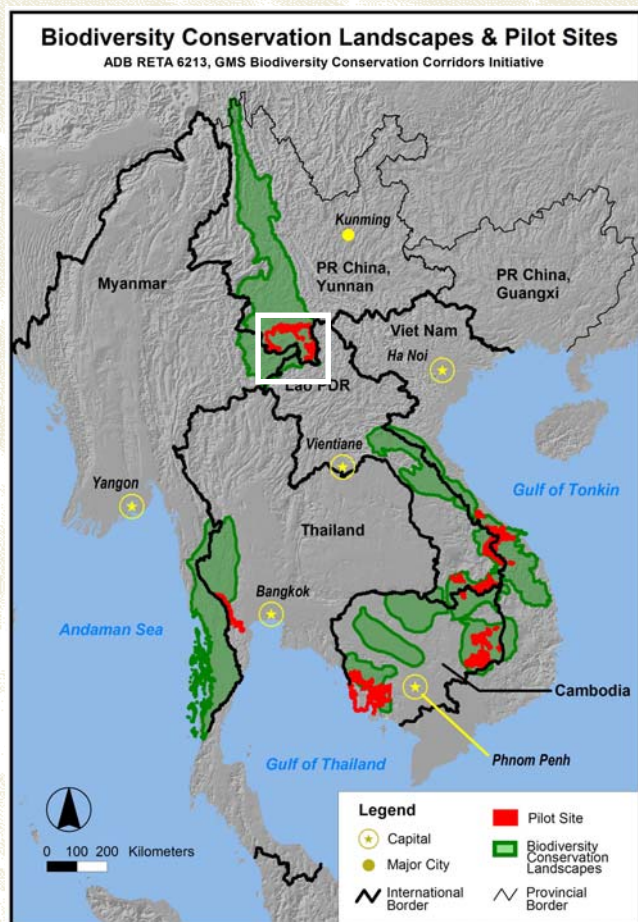 Biodiversity Conservation Landscapes & Pilot Sites
ADB RETA 6213, GMS Biodiversity Conservation Corridors Initiative
Kunming
PR China,
Yunnan
PR China,
Guangxi
Myanmar
Viet Nam
Ha Noi
Lao PDR
Vientiane
Yangon
Gulf of Tonkin
Thailand
Bangkok
Andaman Sea
Cambodia
Gulf of Thailand
Phnom Penh
Legend
Capital
Major City
International
Border
Pilot Site
Biodiversity
Conservation
Landscapes
Provincial
Border
0 100 200 Kilometers